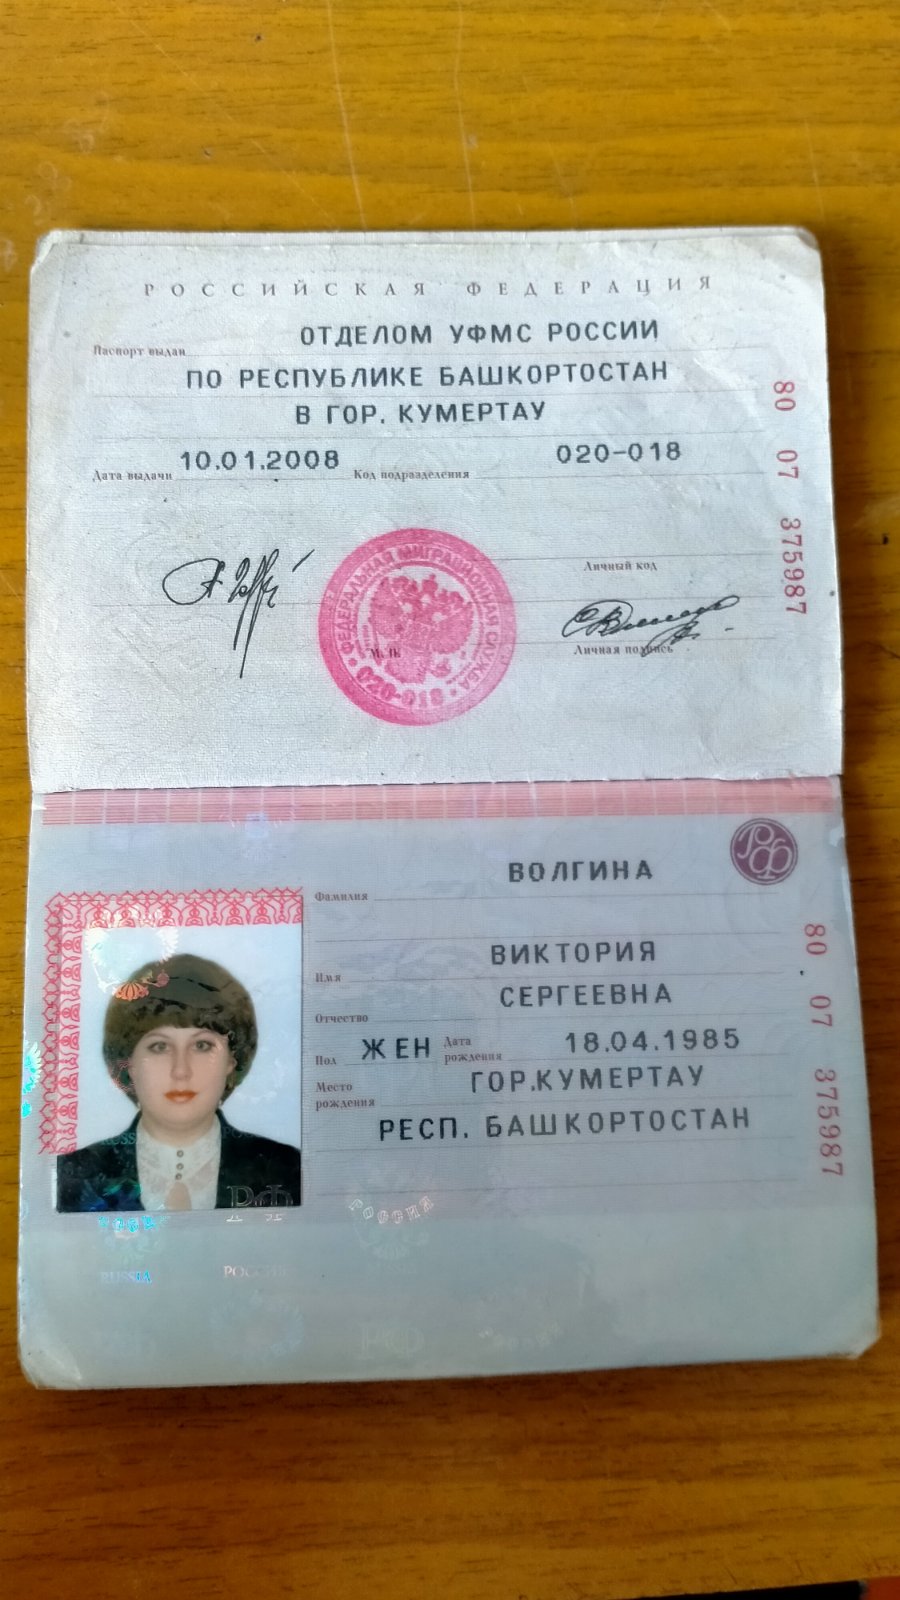 РОССИЙСКАЯ ФЕДЕРАЦИЯ
Паспорт выдан ОТДЕЛОМ УФМС РОССИИ
ПО РЕСПУБЛИКЕ БАШКОРТОСТАН
В ГОР. КУМЕРТАУ
Дата выдачи 10.01.2008 Код подразделения 020-018
80 07 375987
Личный код
М.П.
Личная подпись
ФЕДЕРАЛЬНАЯ МИГРАЦИОННАЯ СЛУЖБА
020-018
РФ
Фамилия ВОЛГИНА
Имя ВИКТОРИЯ
Отчество СЕРГЕЕВНА
Пол ЖЕН Дата рождения 18.04.1985
Место рождения ГОР.КУМЕРТАУ
РЕСП. БАШКОРТОСТАН
80 07 375987
РФ
РОССИЯ
RUSSIA РОССИЯ